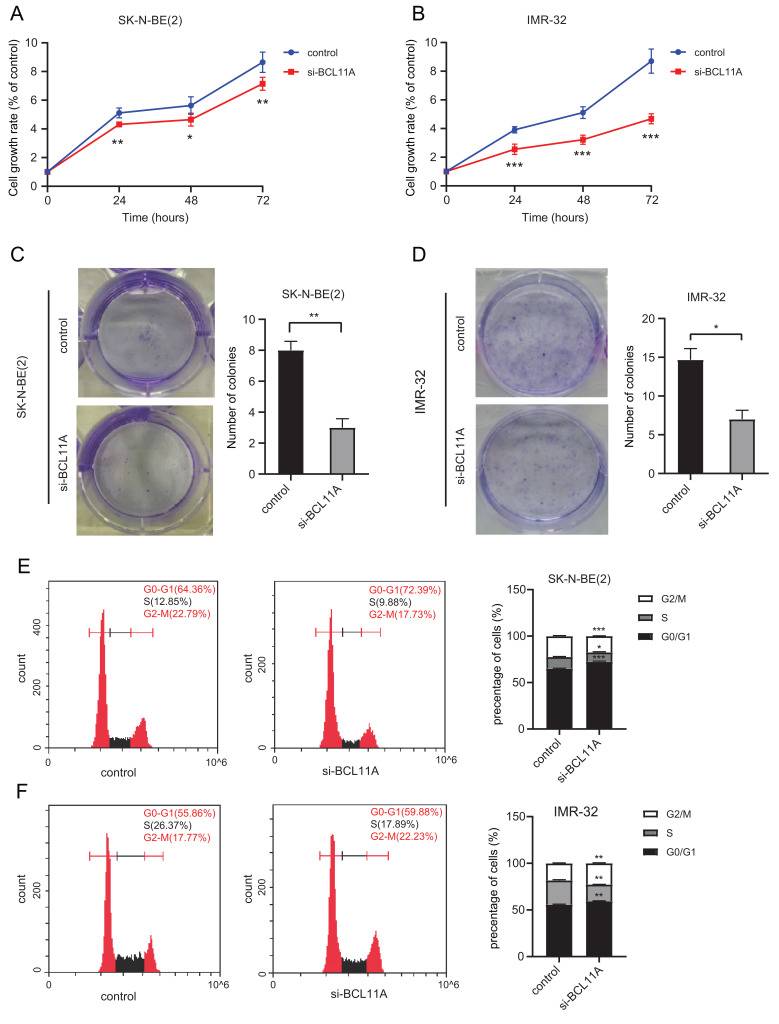 A
SK-N-BE(2)
Cell growth rate (% of control)
10
8
6
4
2
0
0
24
48
72
Time (hours)
control
si-BCL11A
**
*
**
B
IMR-32
Cell growth rate (% of control)
10
8
6
4
2
0
0
24
48
72
Time (hours)
control
si-BCL11A
***
***
***
C
SK-N-BE(2)
control
si-BCL11A
SK-N-BE(2)
Number of colonies
10
8
6
4
2
0
**
control
si-BCL11A
D
IMR-32
control
si-BCL11A
IMR-32
Number of colonies
20
15
10
5
0
*
control
si-BCL11A
E
G0-G1(64.36%)
S(12.85%)
G2-M(22.79%)
count
400
200
0
0
10^6
control
G0-G1(72.39%)
S(9.88%)
G2-M(17.73%)
count
200
0
0
10^6
si-BCL11A
SK-N-BE(2)
precentage of cells (%)
150
100
50
0
***
*
***
control
si-BCL11A
G2/M
S
G0/G1
F
G0-G1(55.86%)
S(26.37%)
G2-M(17.77%)
count
200
0
0
10^6
control
G0-G1(59.88%)
S(17.89%)
G2-M(22.23%)
count
200
0
0
10^6
si-BCL11A
IMR-32
precentage of cells (%)
150
100
50
0
**
**
**
control
si-BCL11A
G2/M
S
G0/G1